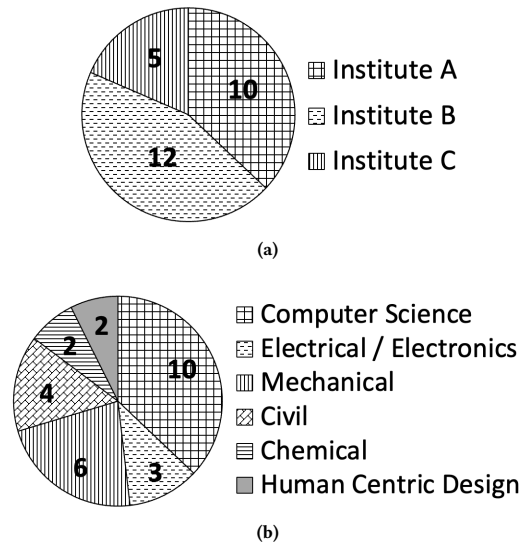 5
10
12
Institute A
Institute B
Institute C
(a)
2
2
10
4
6
3
Computer Science
Electrical / Electronics
Mechanical
Civil
Chemical
Human Centric Design
(b)